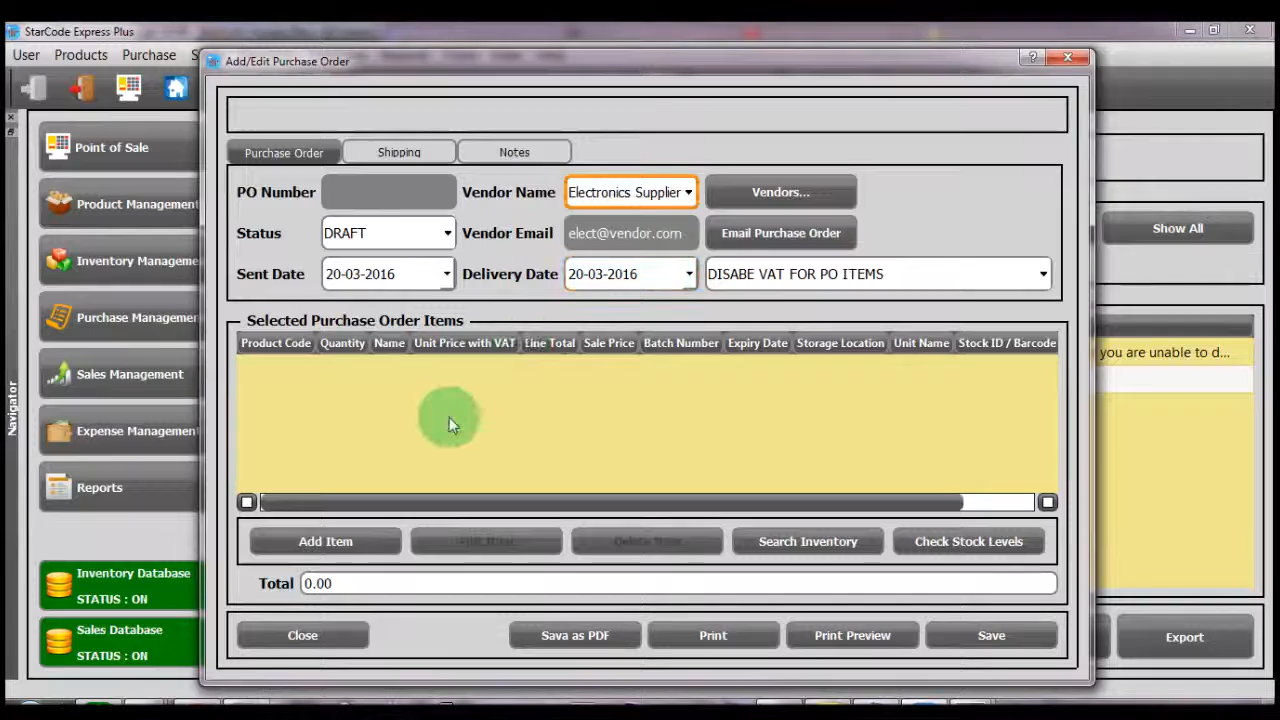 StarCode Express Plus
User Products Purchase S
Add/Edit Purchase Order
Point of Sale
Product Management
Inventory Manageme
Purchase Managemer
Sales Management
Expense Managemen
Reports
Inventory Database
STATUS : ON
Sales Database
STATUS : ON
Navigator
Purchase Order Shipping Notes
PO Number Vendor Name Electronics Supplier Vendors...
Status DRAFT Vendor Email elect@vendor.com Email Purchase Order
Sent Date 20-03-2016 Delivery Date 20-03-2016 DISABE VAT FOR PO ITEMS
Selected Purchase Order Items
Product Code Quantity Name Unit Price with VAT Line Total Sale Price Batch Number Expiry Date Storage Location Unit Name Stock ID / Barcode
Add Item Search Inventory Check Stock Levels
Total 0.00
Close Sava as PDF Print Print Preview Save
Show All
you are unable to d...
Export